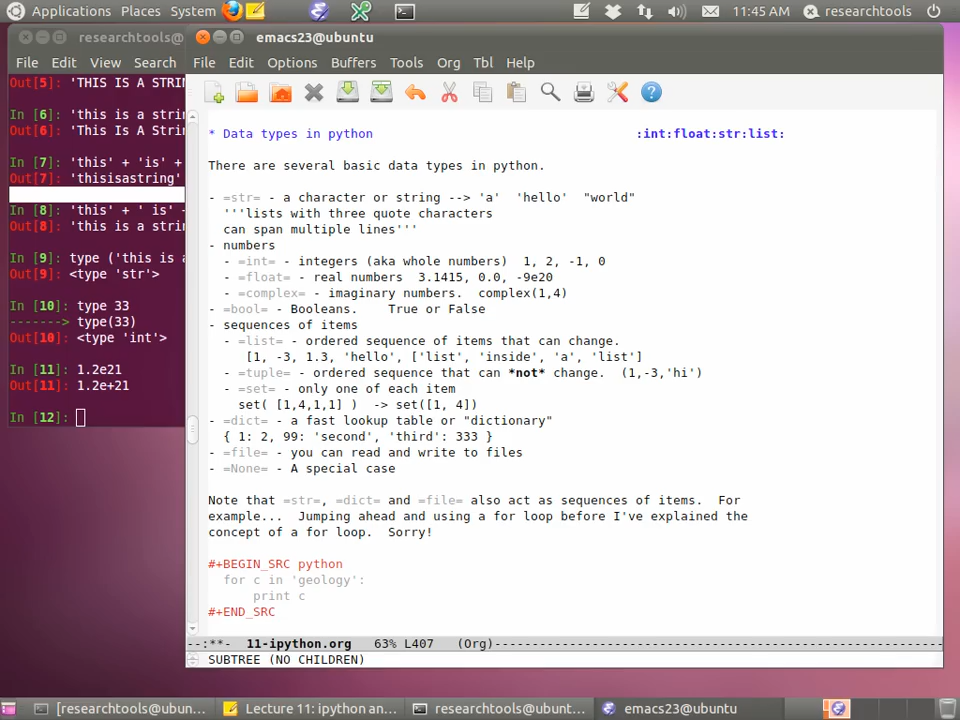 Applications Places System
11:45 AM researchtools
researchtools@
File Edit View Search
Out[5]: 'THIS IS A STRIN
In [6]: 'this is a strin
Out[6]: 'This Is A Strin
In [7]: 'this' + 'is' +
Out[7]: 'thisisastring'
In [8]: 'this' + ' is' +
Out[8]: 'this is a strin
In [9]: type ('this is a
Out[9]: <type 'str'>
In [10]: type 33
-------> type(33)
Out[10]: <type 'int'>
In [11]: 1.2e21
Out[11]: 1.2e+21
In [12]:
emacs23@ubuntu
File Edit Options Buffers Tools Org Tbl Help
* Data types in python :int:float:str:list:
There are several basic data types in python.
- =str= - a character or string --> 'a' 'hello' "world"
'''lists with three quote characters
can span multiple lines'''
- numbers
- =int= - integers (aka whole numbers) 1, 2, -1, 0
- =float= - real numbers 3.1415, 0.0, -9e20
- =complex= - imaginary numbers. complex(1,4)
- =bool= - Booleans. True or False
- sequences of items
- =list= - ordered sequence of items that can change.
[1, -3, 1.3, 'hello', ['list', 'inside', 'a', 'list']
- =tuple= - ordered sequence that can *not* change. (1,-3,'hi')
- =set= - only one of each item
set( [1,4,1,1] ) -> set([1, 4])
- =dict= - a fast lookup table or "dictionary"
{ 1: 2, 99: 'second', 'third': 333 }
- =file= - you can read and write to files
- =None= - A special case
Note that =str=, =dict= and =file= also act as sequences of items. For
example... Jumping ahead and using a for loop before I've explained the
concept of a for loop. Sorry!
#+BEGIN_SRC python
for c in 'geology':
print c
#+END_SRC
--:**- 11-ipython.org 63% L407 (Org)--------------------------------------------------
SUBTREE (NO CHILDREN)
[researchtools@ubun... Lecture 11: ipython an... researchtools@ubunt... emacs23@ubuntu